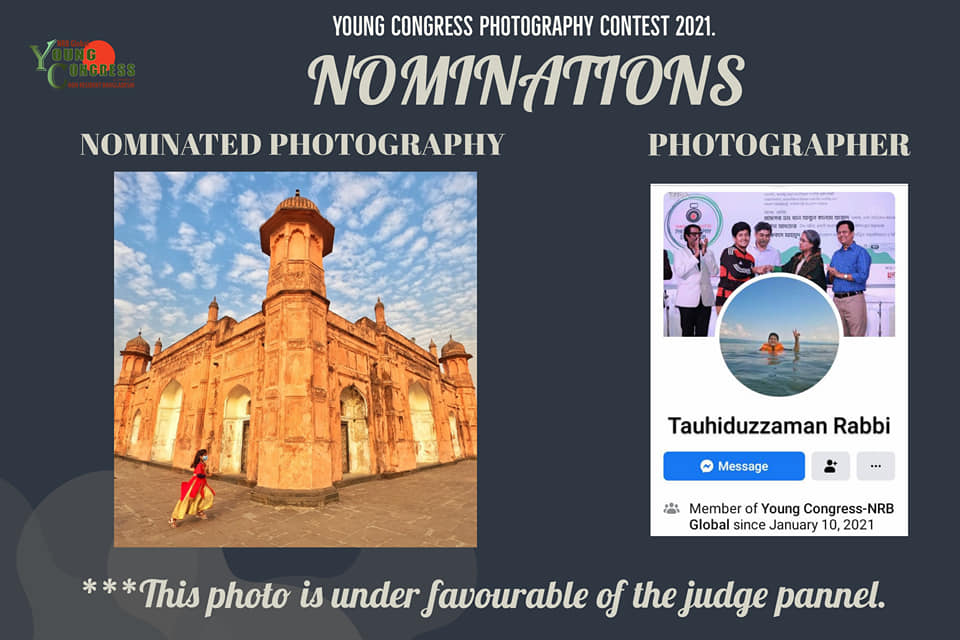 YOUNG CONGRESS PHOTOGRAPHY CONTEST 2021.
NOMINATIONS
YOUNG
CONGRESS
NOMINATED PHOTOGRAPHY
PHOTOGRAPHER
Tauhiduzzaman Rabbi
Message
Member of Young Congress-NRB
Global since January 10, 2021
***This photo is under favourable of the judge pannel.